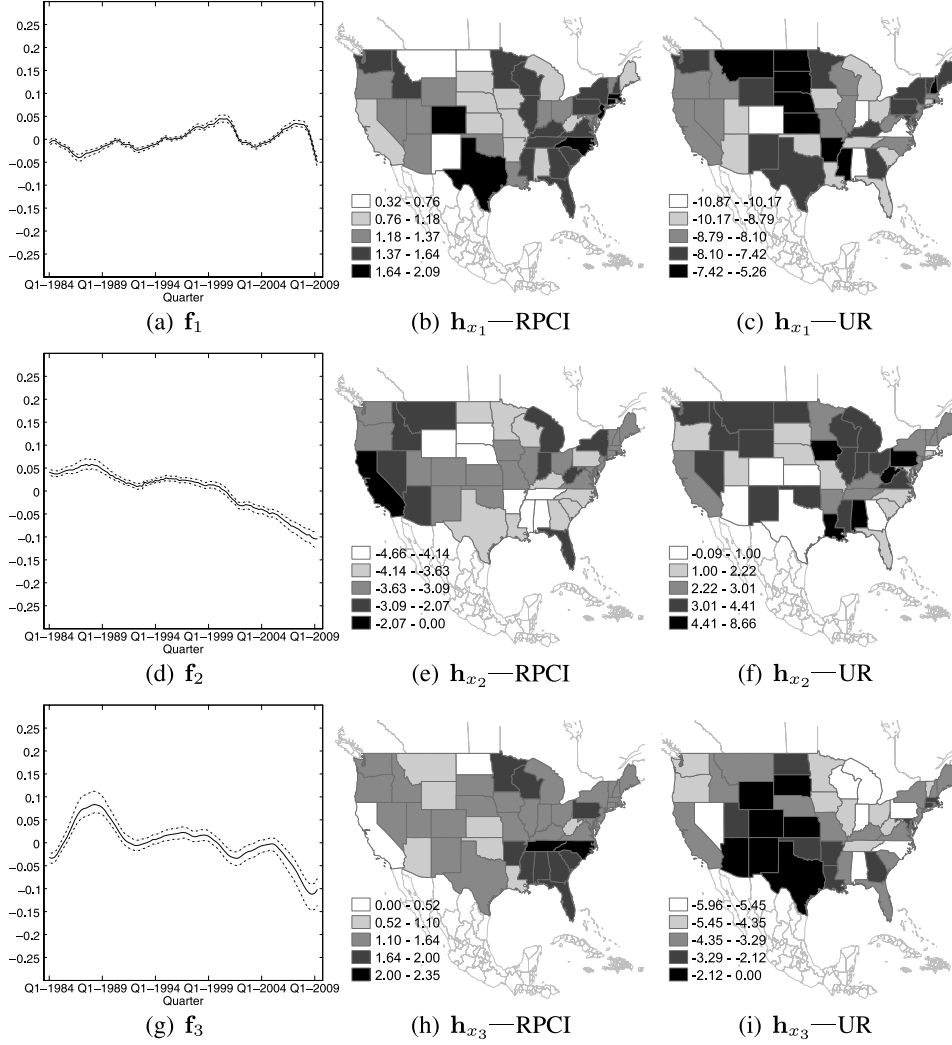 0.25
0.2
0.15
0.1
0.05
0
−0.05
−0.1
−0.15
−0.2
−0.25
Q1−1984 Q1−1989 Q1−1994 Q1−1999 Q1−2004 Q1−2009
Quarter
(a) f1
0.32 - 0.76
0.76 - 1.18
1.18 - 1.37
1.37 - 1.64
1.64 - 2.09
(b) hx1—RPCI
-10.87 - -10.17
-10.17 - -8.79
-8.79 - -8.10
-8.10 - -7.42
-7.42 - -5.26
(c) hx1—UR
0.25
0.2
0.15
0.1
0.05
0
−0.05
−0.1
−0.15
−0.2
−0.25
Q1−1984 Q1−1989 Q1−1994 Q1−1999 Q1−2004 Q1−2009
Quarter
(d) f2
-4.66 - -4.14
-4.14 - -3.63
-3.63 - -3.09
-3.09 - -2.07
-2.07 - 0.00
(e) hx2—RPCI
-0.09 - 1.00
1.00 - 2.22
2.22 - 3.01
3.01 - 4.41
4.41 - 8.66
(f) hx2—UR
0.25
0.2
0.15
0.1
0.05
0
−0.05
−0.1
−0.15
−0.2
−0.25
Q1−1984 Q1−1989 Q1−1994 Q1−1999 Q1−2004 Q1−2009
Quarter
(g) f3
0.00 - 0.52
0.52 - 1.10
1.10 - 1.64
1.64 - 2.00
2.00 - 2.35
(h) hx3—RPCI
-5.96 - -5.45
-5.45 - -4.35
-4.35 - -3.29
-3.29 - -2.12
-2.12 - 0.00
(i) hx3—UR